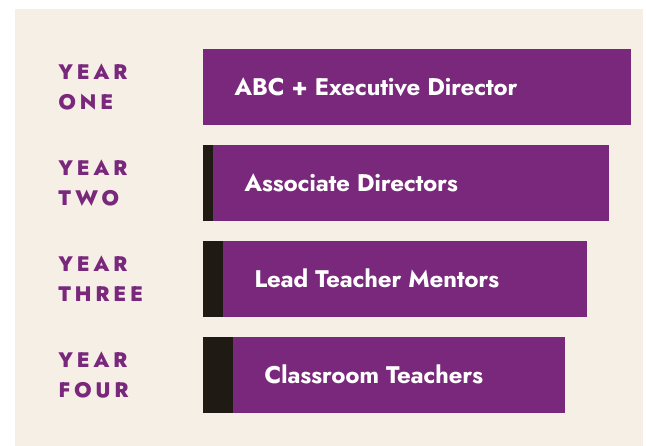 YEAR
ONE
ABC + Executive Director
YEAR
TWO
Associate Directors
YEAR
THREE
Lead Teacher Mentors
YEAR
FOUR
Classroom Teachers